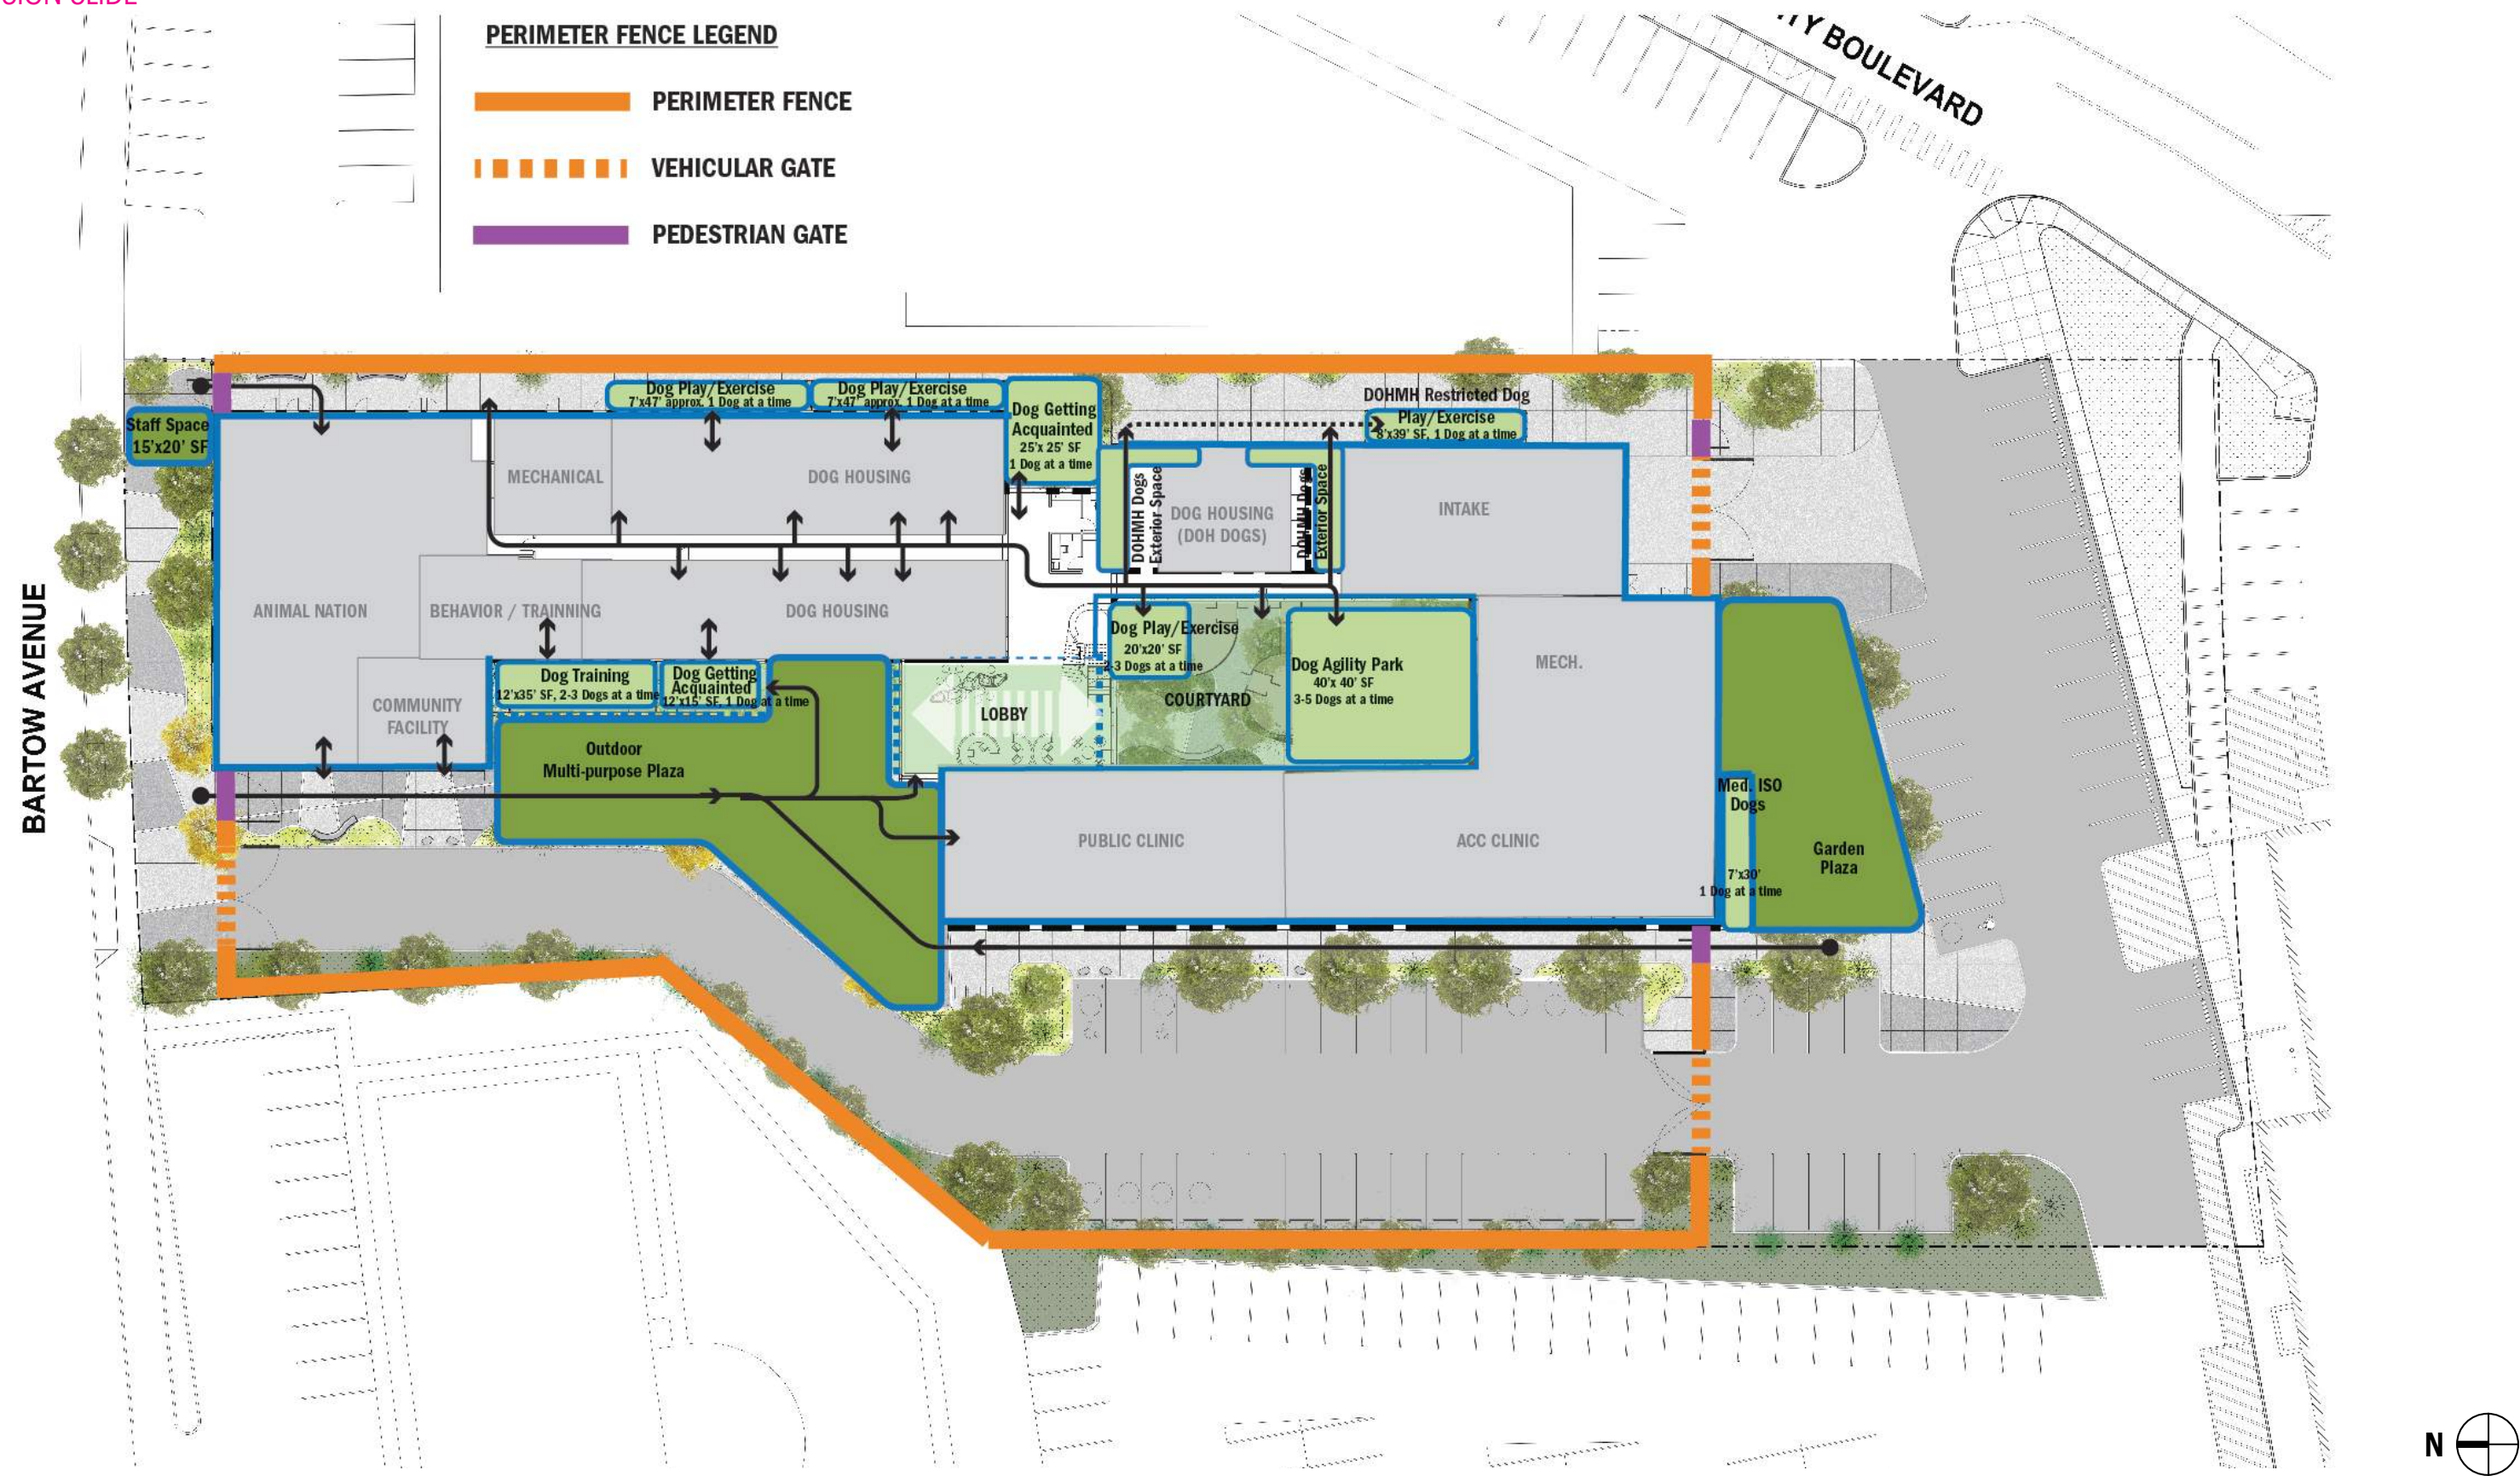 PERIMETER FENCE LEGEND
PERIMETER FENCE
VEHICULAR GATE
PEDESTRIAN GATE
BOULEVARD
BARTOW AVENUE
Staff Space
15'x20' SF
Dog Play/Exercise
7'x47' approx. 1 Dog at a time
Dog Play/Exercise
7'x47' approx. 1 Dog at a time
Dog Getting
Acquainted
25'x 25' SF
1 Dog at a time
DOHMH Restricted Dog
Play/Exercise
8'x39' SF, 1 Dog at a time
MECHANICAL
DOG HOUSING
DOHMH Dogs
Exterior Space
DOG HOUSING
(DOH DOGS)
DOHMH Dogs
Exterior Space
INTAKE
ANIMAL NATION
BEHAVIOR / TRAINNING
DOG HOUSING
Dog Play/Exercise
20'x20' SF
2-3 Dogs at a time
Dog Agility Park
40'x 40' SF
3-5 Dogs at a time
MECH.
Dog Training
12'x35' SF, 2-3 Dogs at a time
Dog Getting
Acquainted
12'x15' SF, 1 Dog at a time
COMMUNITY
FACILITY
LOBBY
COURTYARD
Outdoor
Multi-purpose Plaza
PUBLIC CLINIC
ACC CLINIC
Med. ISO
Dogs
7'x30'
1 Dog at a time
Garden
Plaza
N